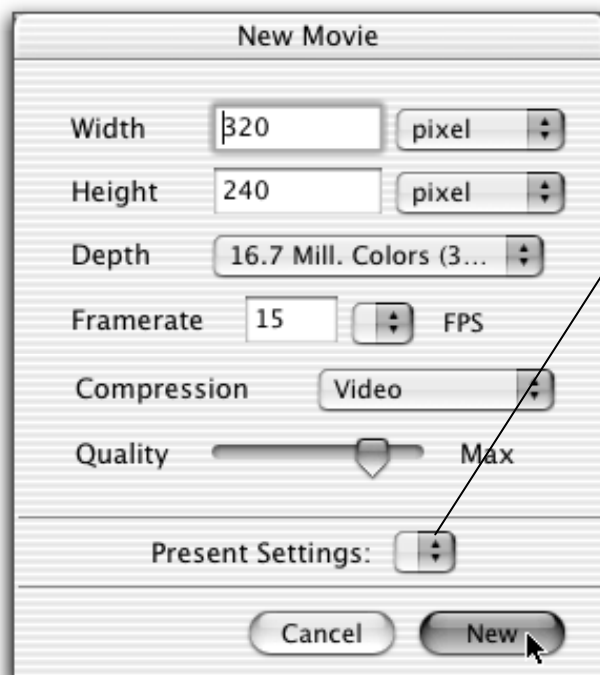 New Movie
Width 320 pixel
Height 240 pixel
Depth 16.7 Mill. Colors (3...
Framerate 15 FPS
Compression Video
Quality Max
Present Settings:
Cancel New